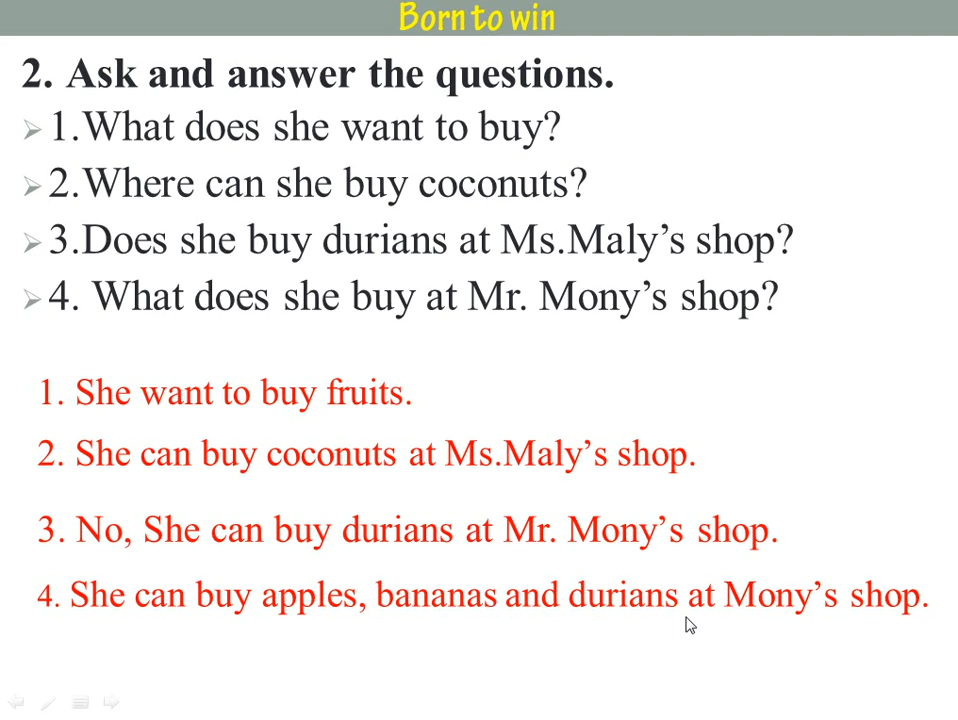 Born to win
2. Ask and answer the questions.
1.What does she want to buy?
2.Where can she buy coconuts?
3.Does she buy durians at Ms.Maly’s shop?
4. What does she buy at Mr. Mony’s shop?
1. She want to buy fruits.
2. She can buy coconuts at Ms.Maly’s shop.
3. No, She can buy durians at Mr. Mony’s shop.
4. She can buy apples, bananas and durians at Mony’s shop.